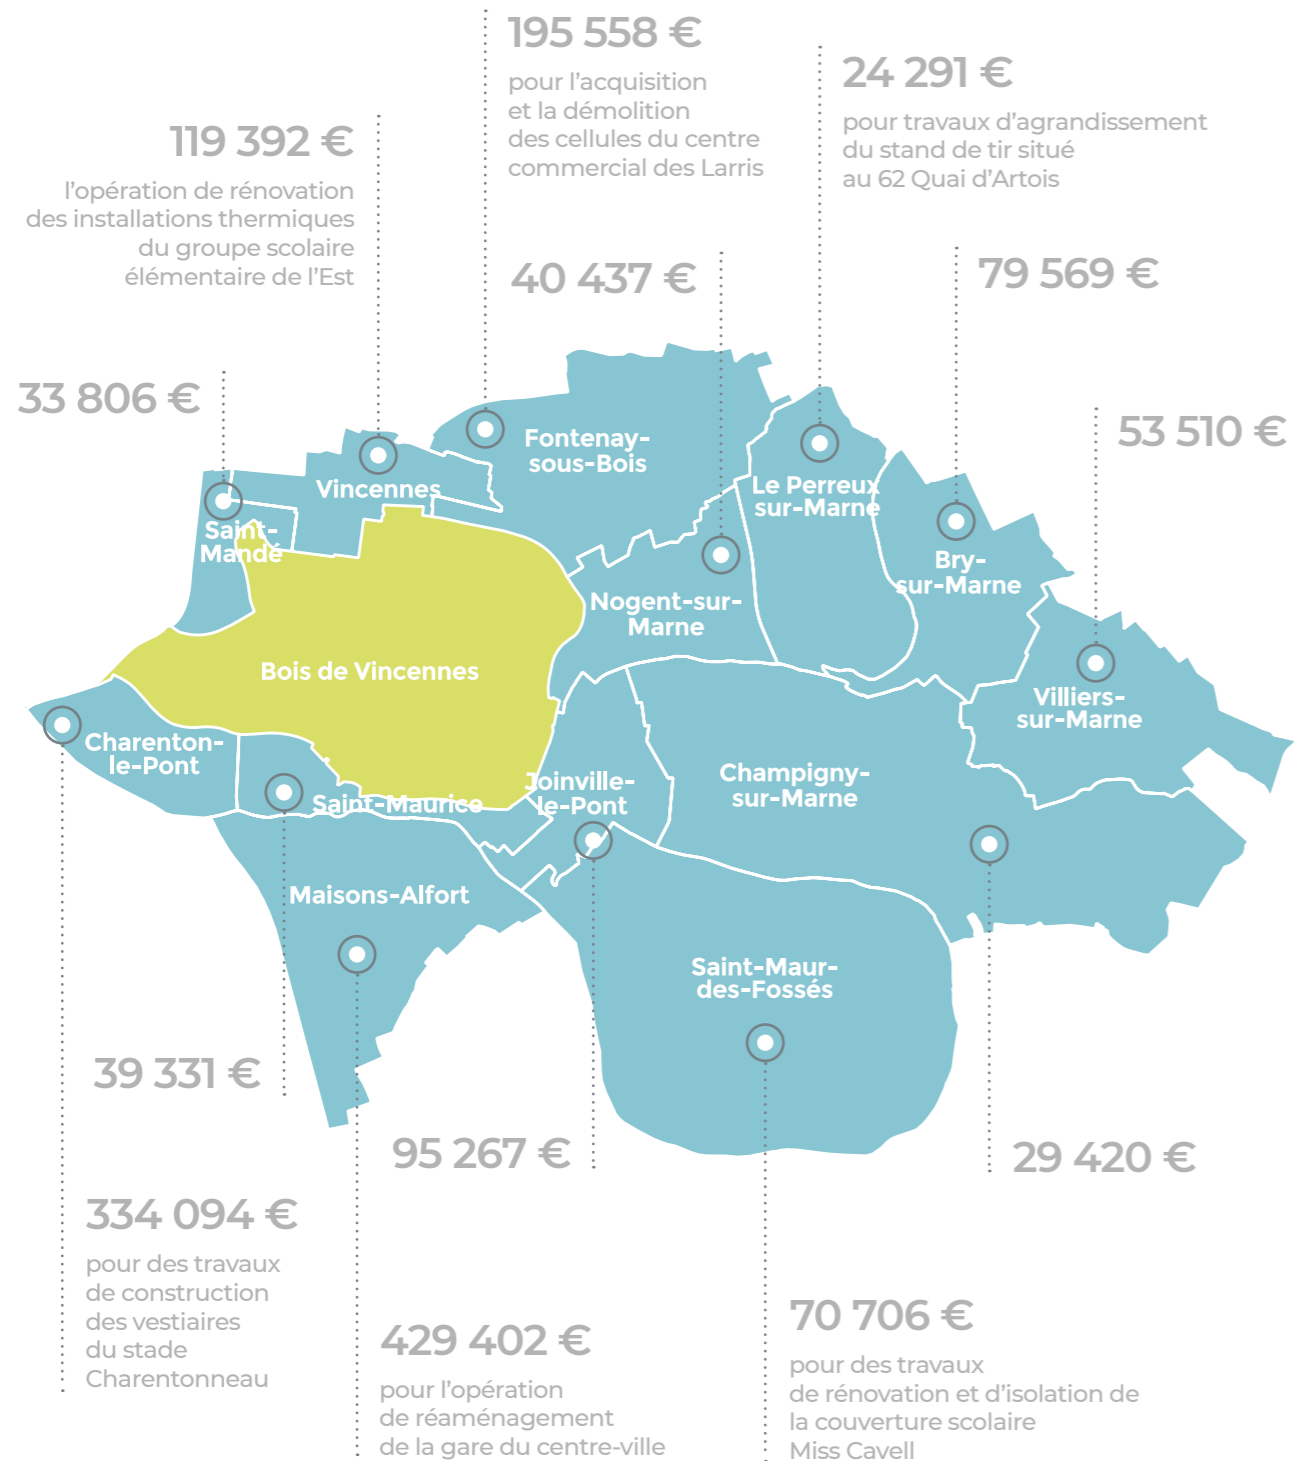 195 558 €
pour l'acquisition
et la démolition
des cellules du centre
commercial des Larris
24 291 €
pour travaux d'agrandissement
du stand de tir situé
au 62 Quai d'Artois
119 392 €
l'opération de rénovation
des installations thermiques
du groupe scolaire
élémentaire de l'Est
40 437 €
79 569 €
33 806 €
53 510 €
Fontenay-
sous-Bois
Vincennes
Le Perreux
sur-Marne
Saint-
Mandé
Bry-
sur-Marne
Nogent-sur-
Marne
Bois de Vincennes
Villiers-
sur-Marne
Charenton-
le-Pont
Saint-Maurice
Joinville-
le-Pont
Champigny-
sur-Marne
Maisons-Alfort
Saint-Maur-
des-Fossés
39 331 €
95 267 €
29 420 €
334 094 €
pour des travaux
de construction
des vestiaires
du stade
Charentonneau
429 402 €
pour l'opération
de réaménagement
de la gare du centre-ville
70 706 €
pour des travaux
de rénovation et d'isolation de
la couverture scolaire
Miss Cavell